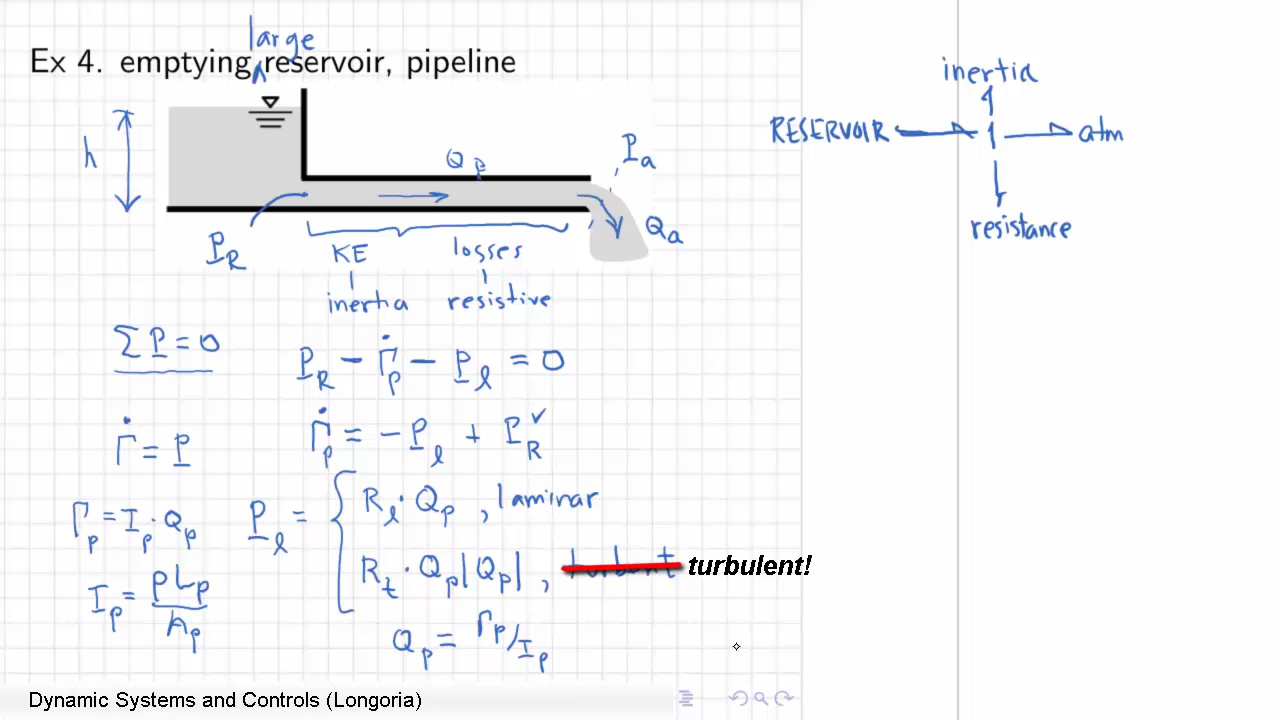 large
Ex 4. emptying reservoir, pipeline
h
Q_p
P_a
P_R
Q_a
KE losses
inertia resistive
ΣP = 0
P_R - Γ̇_p - P_l = 0
Γ̇ = P
Γ̇_p = -P_l + P_R ✓
Γ_p = I_p · Q_p
P_l = { R_l · Q_p, laminar
R_t · Q_p|Q_p|, turbent turbulent!
I_p = ρL_p / A_p
Q_p = Γ_p/I_p
inertia
RESERVOIR 1 atm
resistance
Dynamic Systems and Controls (Longoria)